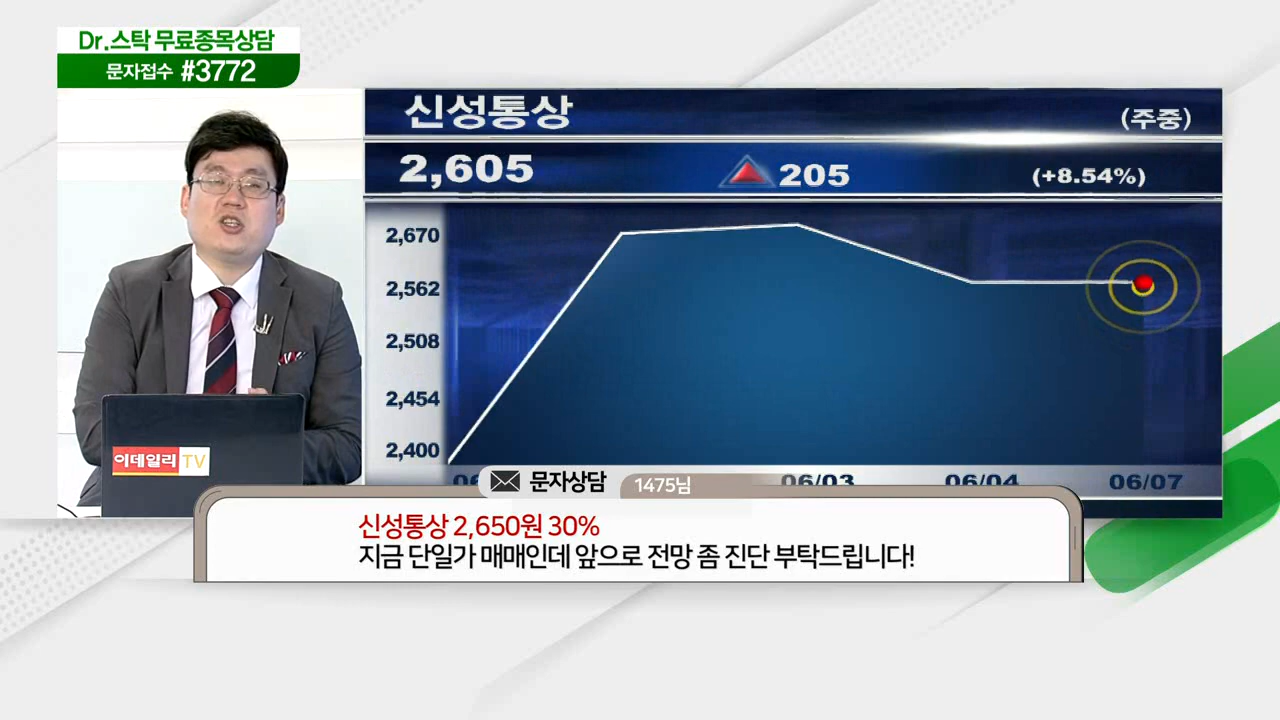 Dr.스탁 무료종목상담
문자접수 #3772
신성통상
(주중)
2,605
205
(+8.54%)
2,670
2,562
2,508
2,454
2,400
06/03
06/04
06/07
이데일리 TV
문자상담
1475님
신성통상 2,650원 30%
지금 단일가 매매인데 앞으로 전망 좀 진단 부탁드립니다!